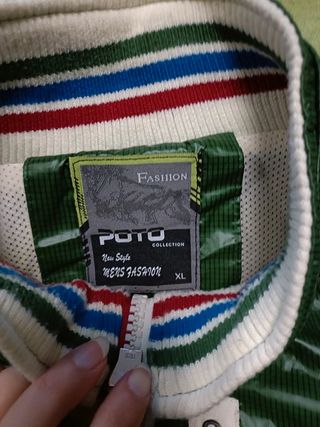 FASHION
POTO
COLLECTION
New Style
MENS FASHION
XL